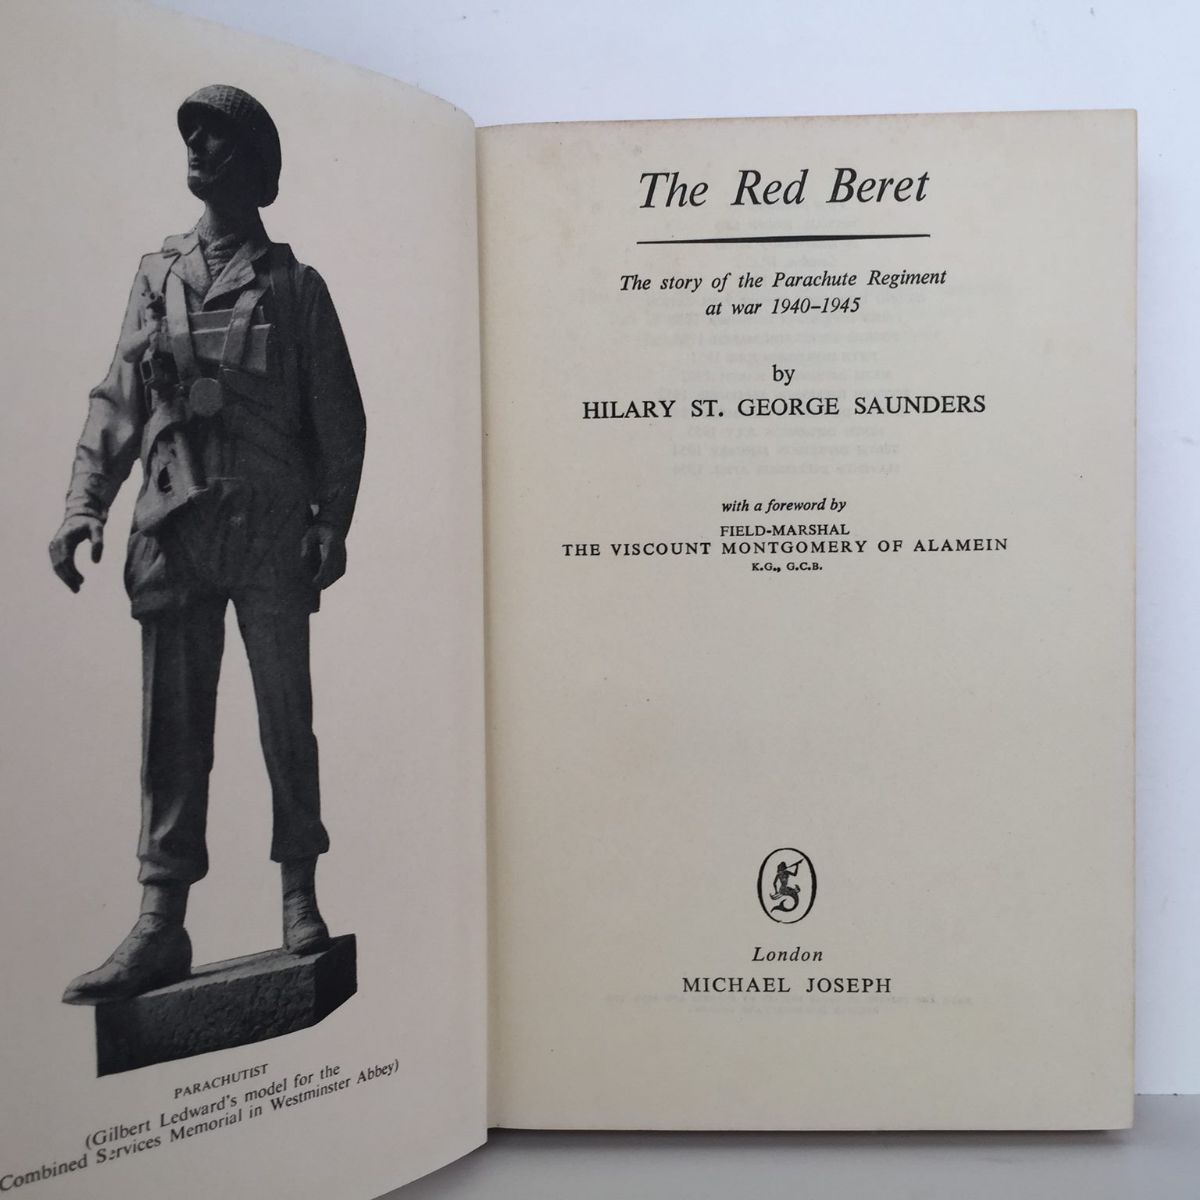 PARACHUTIST
(Gilbert Ledward's model for the
Combined Services Memorial in Westminster Abbey)
The Red Beret
The story of the Parachute Regiment
at war 1940–1945
by
HILARY ST. GEORGE SAUNDERS
with a foreword by
FIELD-MARSHAL
THE VISCOUNT MONTGOMERY OF ALAMEIN
K.G., G.C.B.
London
MICHAEL JOSEPH